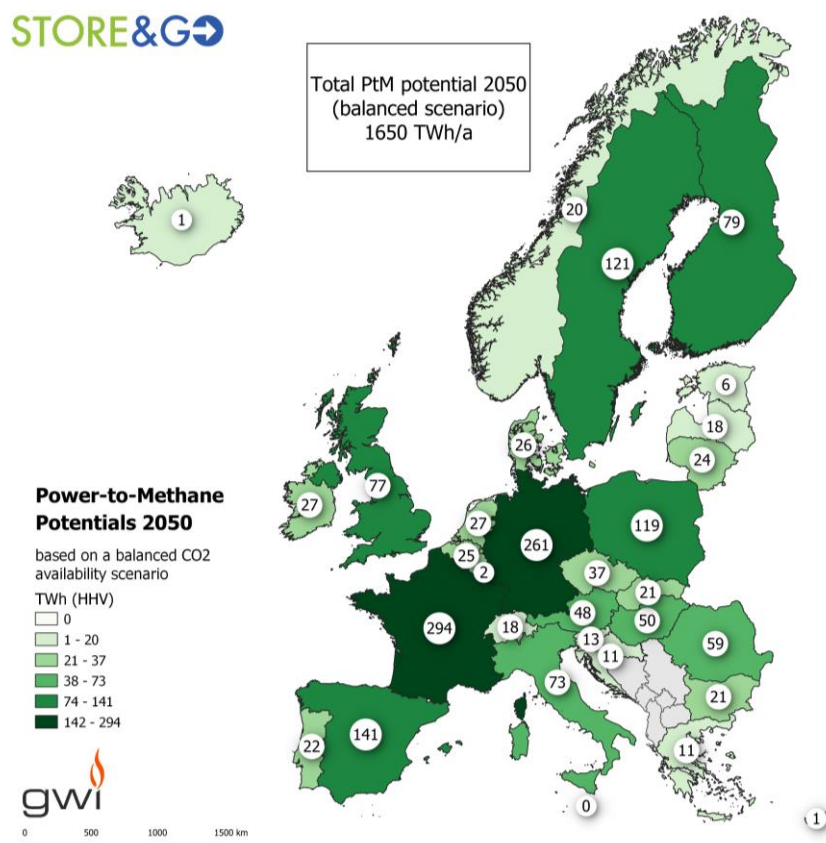 STORE&GO
Total PtM potential 2050
(balanced scenario)
1650 TWh/a
1
20
79
121
6
18
24
26
77
27
27
119
261
25
2
37
21
48
50
294
18
13
11
59
73
21
141
22
11
0
1
Power-to-Methane
Potentials 2050
based on a balanced CO2
availability scenario
TWh (HHV)
0
1 - 20
21 - 37
38 - 73
74 - 141
142 - 294
gwi
0 500 1000 1500 km